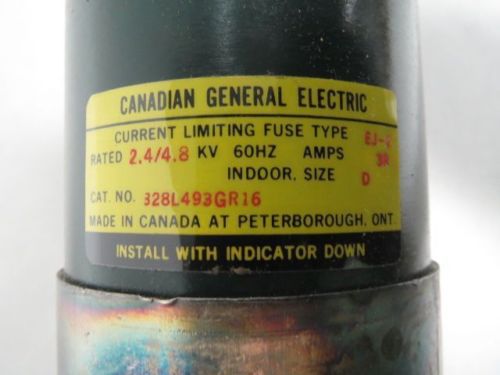 CANADIAN GENERAL ELECTRIC
CURRENT LIMITING FUSE TYPE
RATED 2.4/4.8 KV 60HZ AMPS 3R
INDOOR, SIZE D
CAT. NO. 328L493GR16
MADE IN CANADA AT PETERBOROUGH, ONT.
INSTALL WITH INDICATOR DOWN